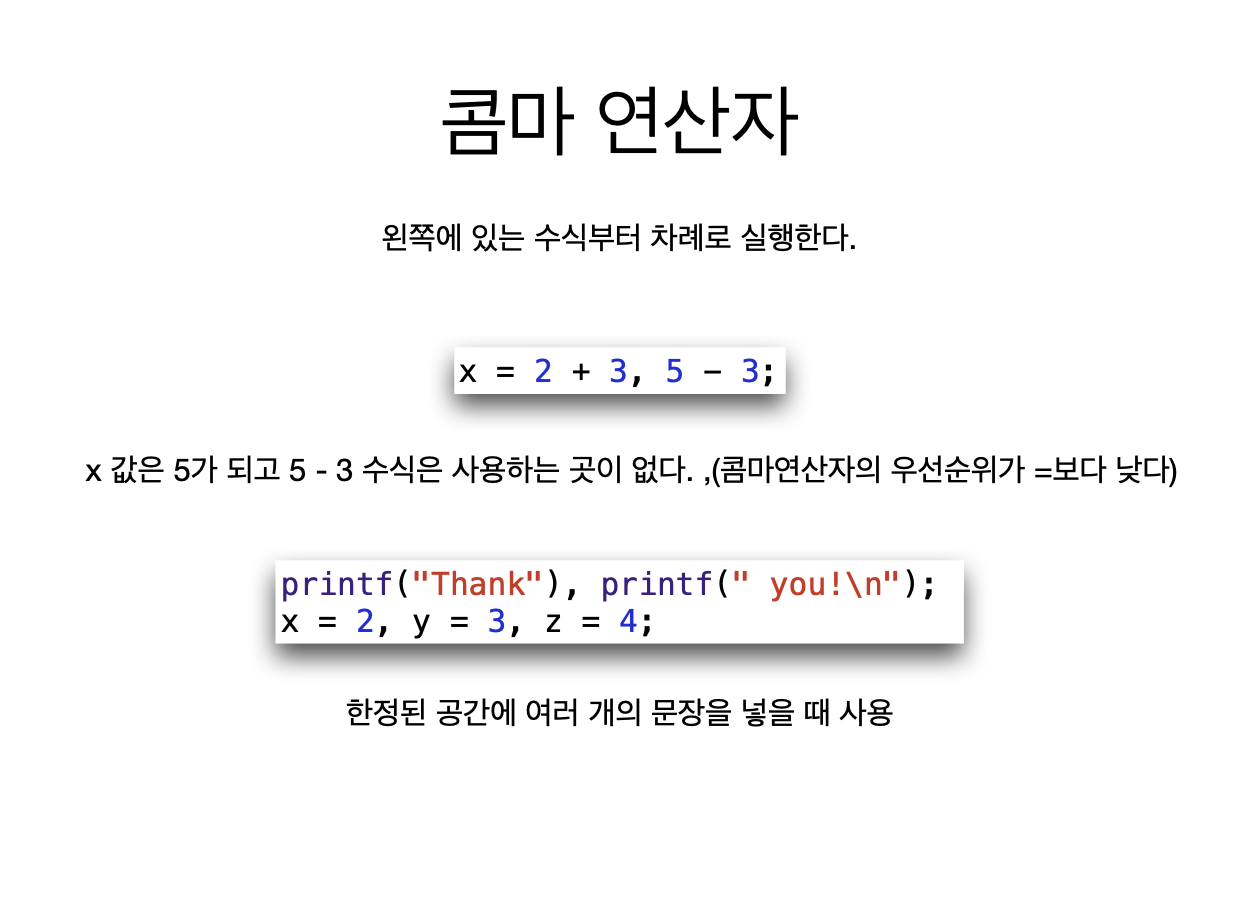 콤마 연산자
왼쪽에 있는 수식부터 차례로 실행한다.
x = 2 + 3, 5 - 3;
x 값은 5가 되고 5 - 3 수식은 사용하는 곳이 없다. ,(콤마연산자의 우선순위가 =보다 낮다)
printf("Thank"), printf(" you!\n");
x = 2, y = 3, z = 4;
한정된 공간에 여러 개의 문장을 넣을 때 사용